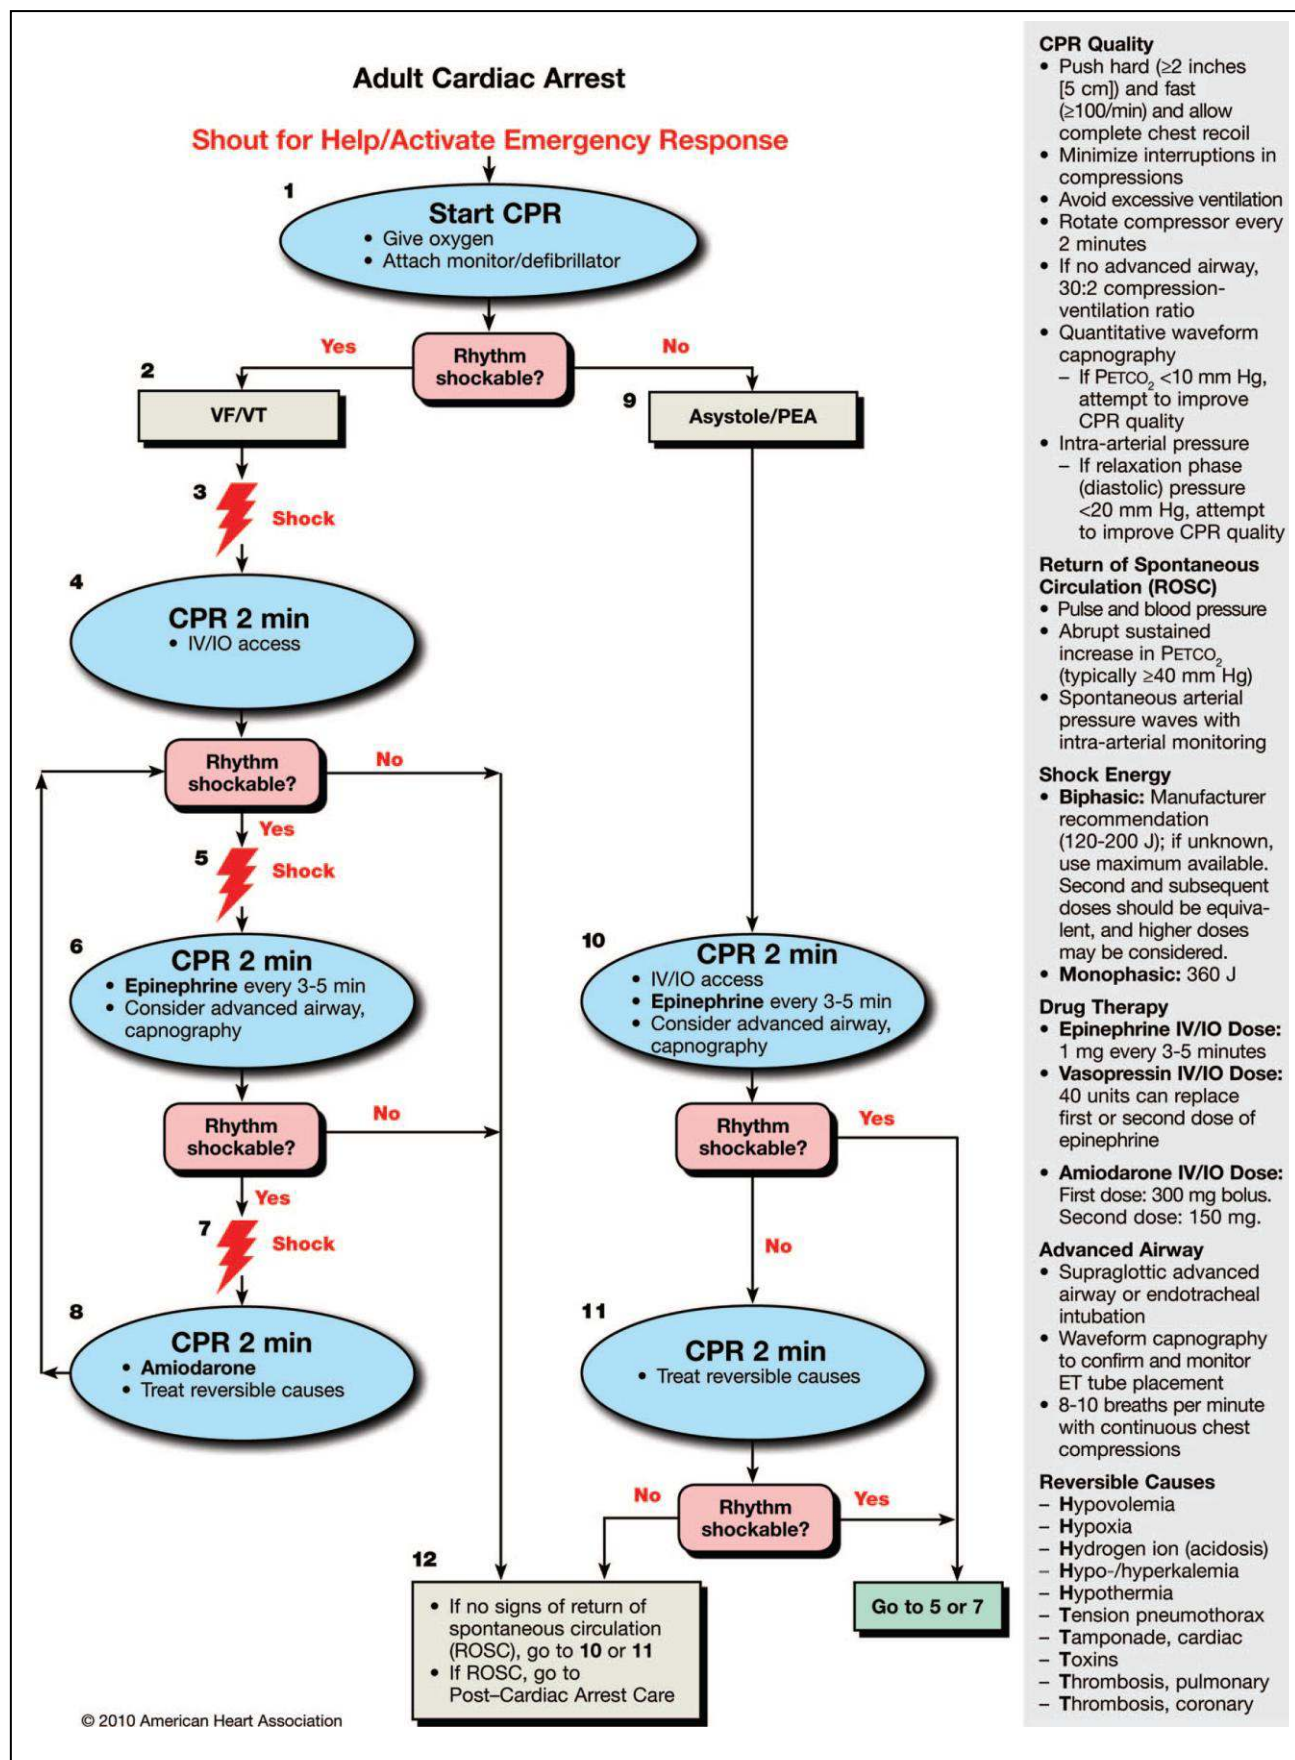 Adult Cardiac Arrest
Shout for Help/Activate Emergency Response
1
Start CPR
• Give oxygen
• Attach monitor/defibrillator
Rhythm
shockable?
Yes
No
2
VF/VT
9
Asystole/PEA
3
Shock
4
CPR 2 min
• IV/IO access
Rhythm
shockable?
No
Yes
5
Shock
6
CPR 2 min
• Epinephrine every 3-5 min
• Consider advanced airway,
capnography
Rhythm
shockable?
No
Yes
7
Shock
8
CPR 2 min
• Amiodarone
• Treat reversible causes
10
CPR 2 min
• IV/IO access
• Epinephrine every 3-5 min
• Consider advanced airway,
capnography
Rhythm
shockable?
Yes
No
11
CPR 2 min
• Treat reversible causes
Rhythm
shockable?
No
Yes
12
• If no signs of return of
spontaneous circulation
(ROSC), go to 10 or 11
• If ROSC, go to
Post–Cardiac Arrest Care
Go to 5 or 7
© 2010 American Heart Association
CPR Quality
• Push hard (≥2 inches
[5 cm]) and fast
(≥100/min) and allow
complete chest recoil
• Minimize interruptions in
compressions
• Avoid excessive ventilation
• Rotate compressor every
2 minutes
• If no advanced airway,
30:2 compression-
ventilation ratio
• Quantitative waveform
capnography
– If PETCO₂ <10 mm Hg,
attempt to improve
CPR quality
• Intra-arterial pressure
– If relaxation phase
(diastolic) pressure
<20 mm Hg, attempt
to improve CPR quality
Return of Spontaneous
Circulation (ROSC)
• Pulse and blood pressure
• Abrupt sustained
increase in PETCO₂
(typically ≥40 mm Hg)
• Spontaneous arterial
pressure waves with
intra-arterial monitoring
Shock Energy
• Biphasic: Manufacturer
recommendation
(120-200 J); if unknown,
use maximum available.
Second and subsequent
doses should be equiva-
lent, and higher doses
may be considered.
• Monophasic: 360 J
Drug Therapy
• Epinephrine IV/IO Dose:
1 mg every 3-5 minutes
• Vasopressin IV/IO Dose:
40 units can replace
first or second dose of
epinephrine
• Amiodarone IV/IO Dose:
First dose: 300 mg bolus.
Second dose: 150 mg.
Advanced Airway
• Supraglottic advanced
airway or endotracheal
intubation
• Waveform capnography
to confirm and monitor
ET tube placement
• 8-10 breaths per minute
with continuous chest
compressions
Reversible Causes
– Hypovolemia
– Hypoxia
– Hydrogen ion (acidosis)
– Hypo-/hyperkalemia
– Hypothermia
– Tension pneumothorax
– Tamponade, cardiac
– Toxins
– Thrombosis, pulmonary
– Thrombosis, coronary